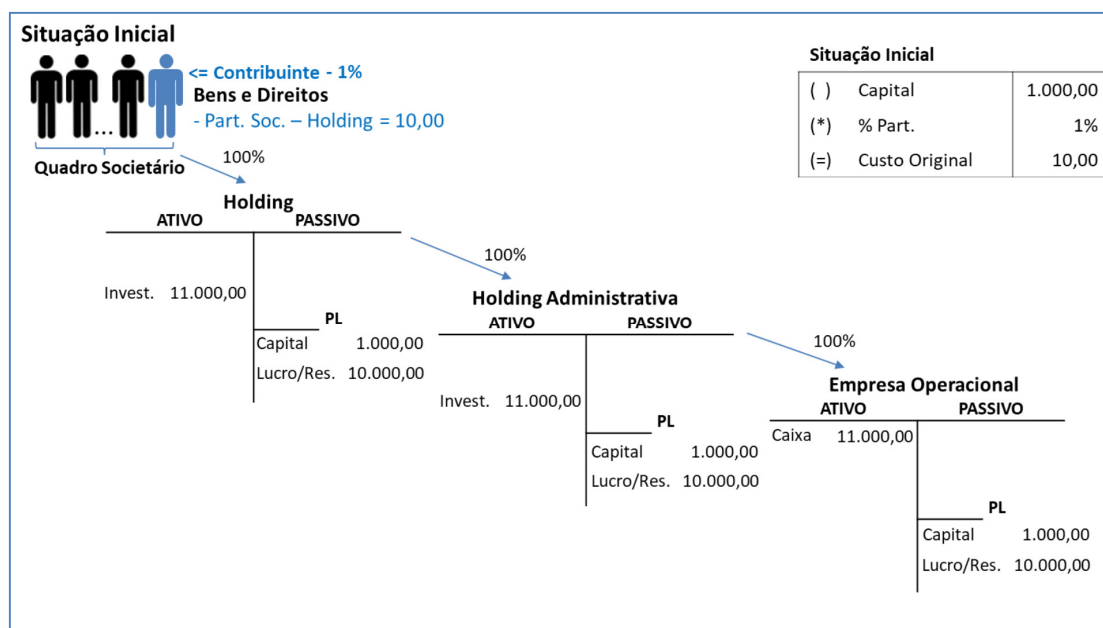 Situação Inicial
<= Contribuinte - 1%
Bens e Direitos
- Part. Soc. – Holding = 10,00
...
Quadro Societário
100%
Situação Inicial
( ) Capital 1.000,00
(*) % Part. 1%
(=) Custo Original 10,00
Holding
ATIVO PASSIVO
Invest. 11.000,00
PL
Capital 1.000,00
Lucro/Res. 10.000,00
100%
Holding Administrativa
ATIVO PASSIVO
Invest. 11.000,00
PL
Capital 1.000,00
Lucro/Res. 10.000,00
100%
Empresa Operacional
ATIVO PASSIVO
Caixa 11.000,00
PL
Capital 1.000,00
Lucro/Res. 10.000,00